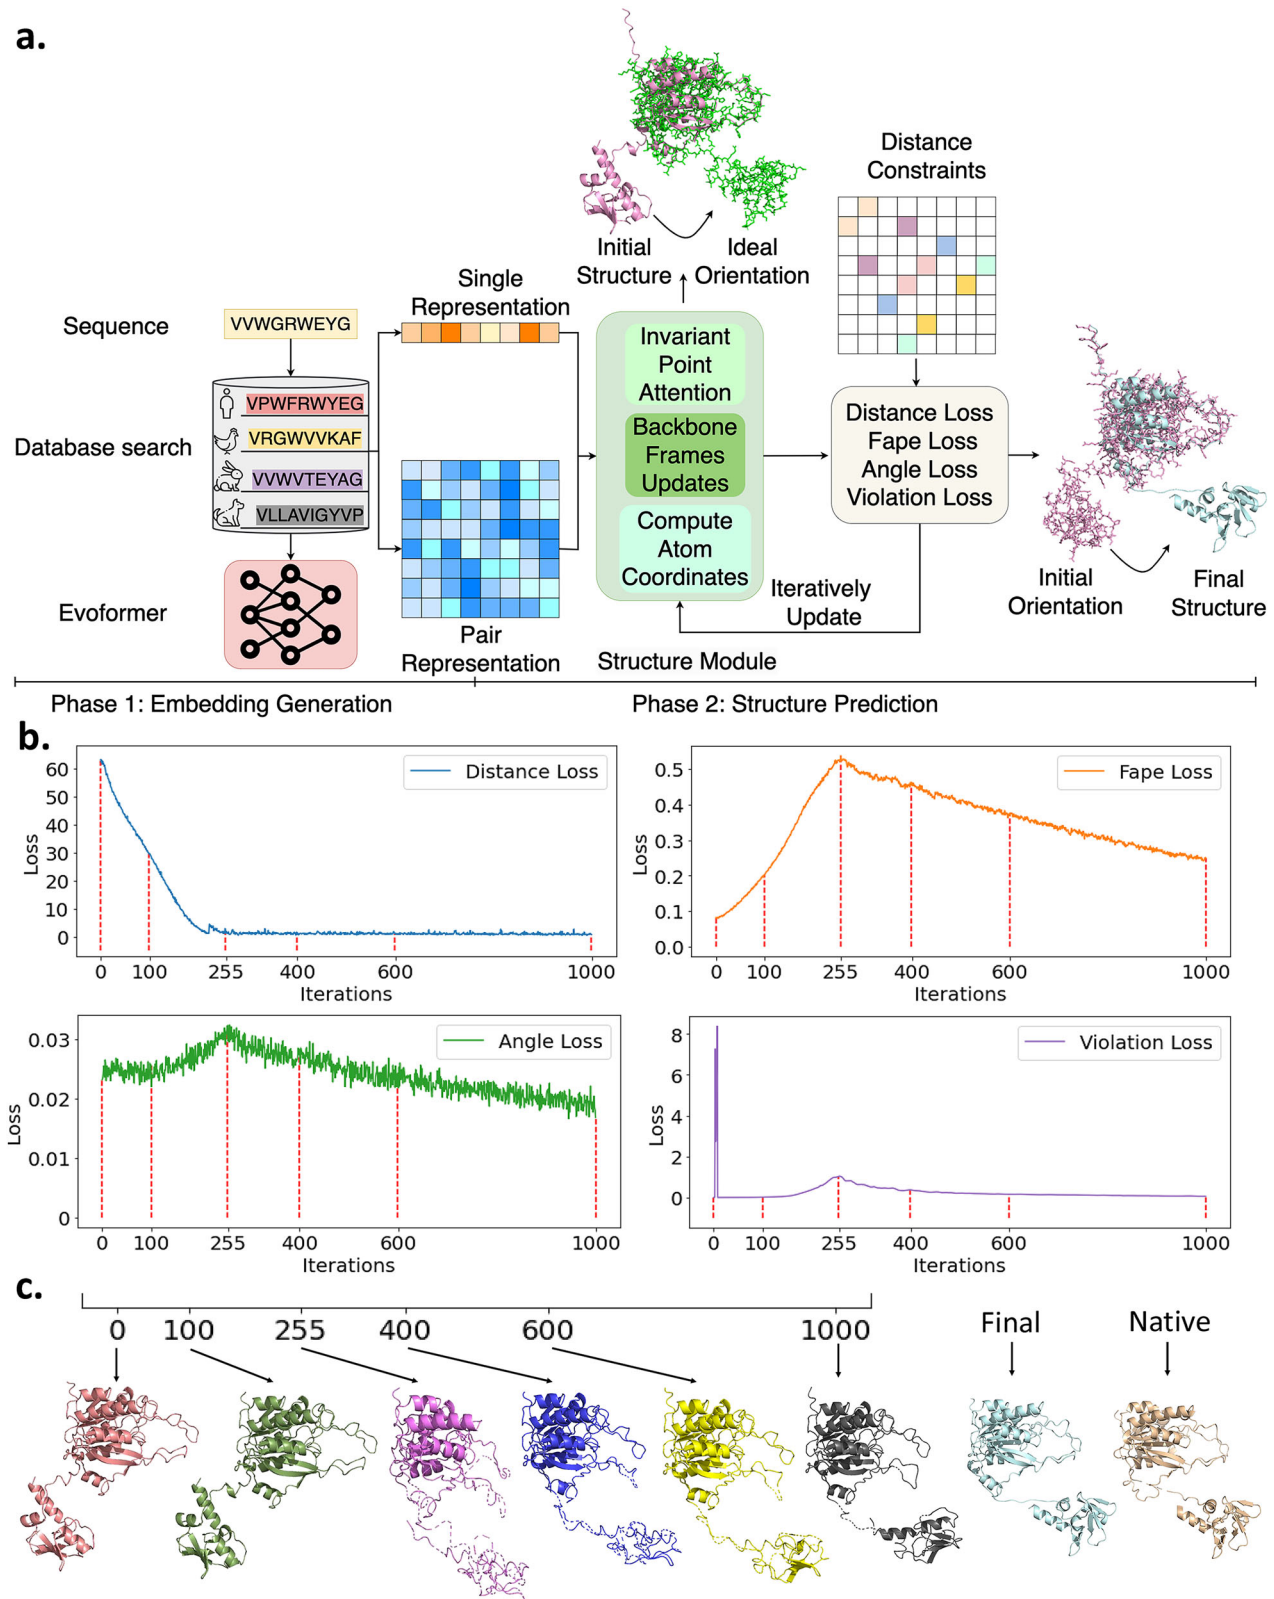 a.
Distance
Constraints
Initial
Structure
Ideal
Orientation
Single
Representation
Sequence
VVWGRWEYG
Invariant
Point
Attention
VPWFRWYEG
Database search
VRGWVVKAF
VVWVTEYAG
VLLAVIGYVP
Backbone
Frames
Updates
Distance Loss
Fape Loss
Angle Loss
Violation Loss
Compute
Atom
Coordinates
Iteratively
Update
Initial
Orientation
Final
Structure
Evoformer
Pair
Representation
Structure Module
Phase 1: Embedding Generation
Phase 2: Structure Prediction
b.
Distance Loss
Loss
60
50
40
30
20
10
0
0 100 255 400 600 1000
Iterations
Fape Loss
Loss
0.5
0.4
0.3
0.2
0.1
0.0
0 100 255 400 600 1000
Iterations
Angle Loss
Loss
0.03
0.02
0.01
0
0 100 255 400 600 1000
Iterations
Violation Loss
Loss
8
6
4
2
0
0 100 255 400 600 1000
Iterations
c.
0 100 255 400 600 1000 Final Native